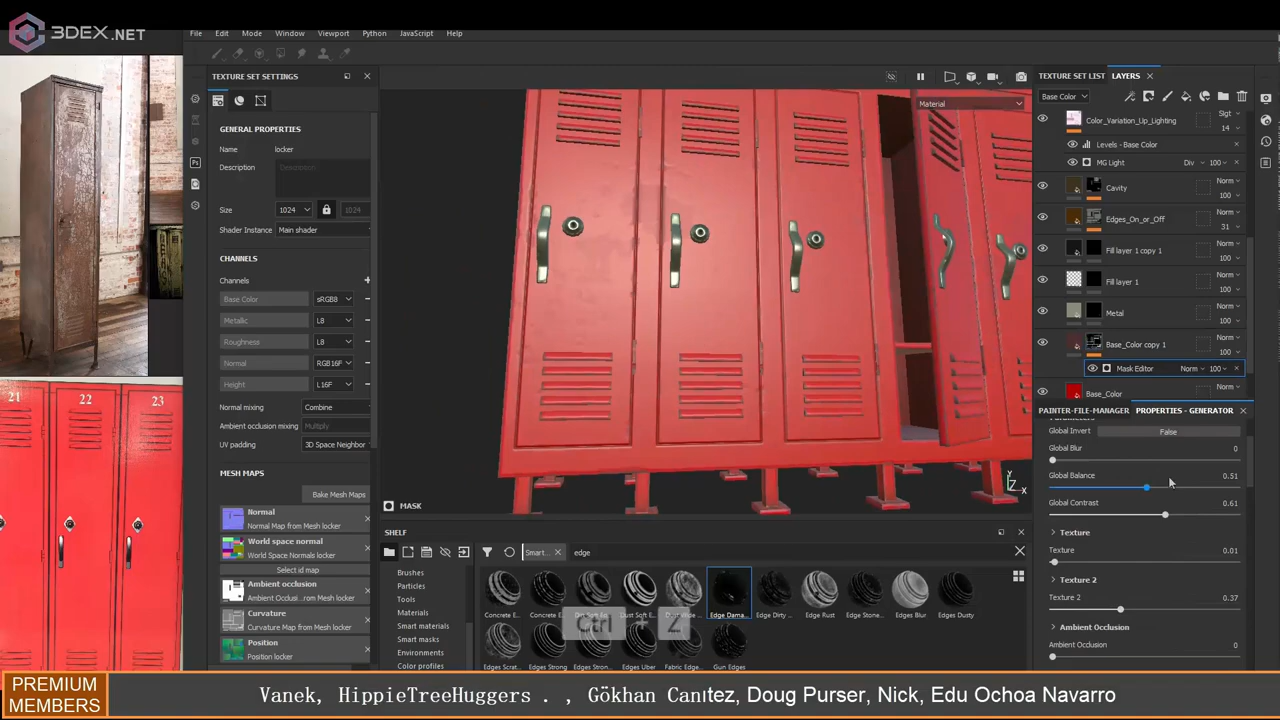 3DEX.NET
File Edit Mode Window Viewport Python JavaScript Help
TEXTURE SET SETTINGS
GENERAL PROPERTIES
Name locker
Description Description
Size 1024 1024
Shader Instance Main shader
CHANNELS
Channels
Base Color sRGB8
Metallic L8
Roughness L8
Normal RGB16F
Height L16F
Normal mixing Combine
Ambient occlusion mixing Multiply
UV padding 3D Space Neighbor
MESH MAPS
Bake Mesh Maps
Normal
Normal Map from Mesh locker
World space normal
World Space Normals locker
Select id map
Ambient occlusion
Ambient Occlusi...rom Mesh locker
Curvature
Curvature Map from Mesh locker
Position
Position locker
21 22 23
Material
Y
Z X
MASK
SHELF
Smart... edge
Brushes
Particles
Tools
Materials
Smart materials
Smart masks
Environments
Color profiles
Concrete E... Concrete E... Dirt Soft Ed... Dust Soft E... Edge Dama... Edge Dirty ... Edge Rust Edge Stone... Edges Blur Edges Dusty
Edges Scrat... Edges Strong Edges Stron... Edges Uber Fabric Edge... Gun Edges
Ctrl Z
TEXTURE SET LIST LAYERS
Base Color
Color_Variation_Up_Lighting Slgt 14
Levels - Base Color
MG Light Div 100
Cavity Norm 100
Edges_On_or_Off Norm 31
Fill layer 1 copy 1 Norm 100
Fill layer 1 Norm 100
Metal Norm 100
Base_Color copy 1 Norm 100
Mask Editor Norm 100
Base_Color Norm
PAINTER-FILE-MANAGER PROPERTIES - GENERATOR
Parameters
Global Invert False
Global Blur 0
Global Balance 0.51
Global Contrast 0.61
Texture
Texture 0.01
Texture 2
Texture 2 0.37
Ambient Occlusion
Ambient Occlusion 0
PREMIUM MEMBERS
Vanek, HippieTreeHuggers . , Gökhan Canıtez, Doug Purser, Nick, Edu Ochoa Navarro